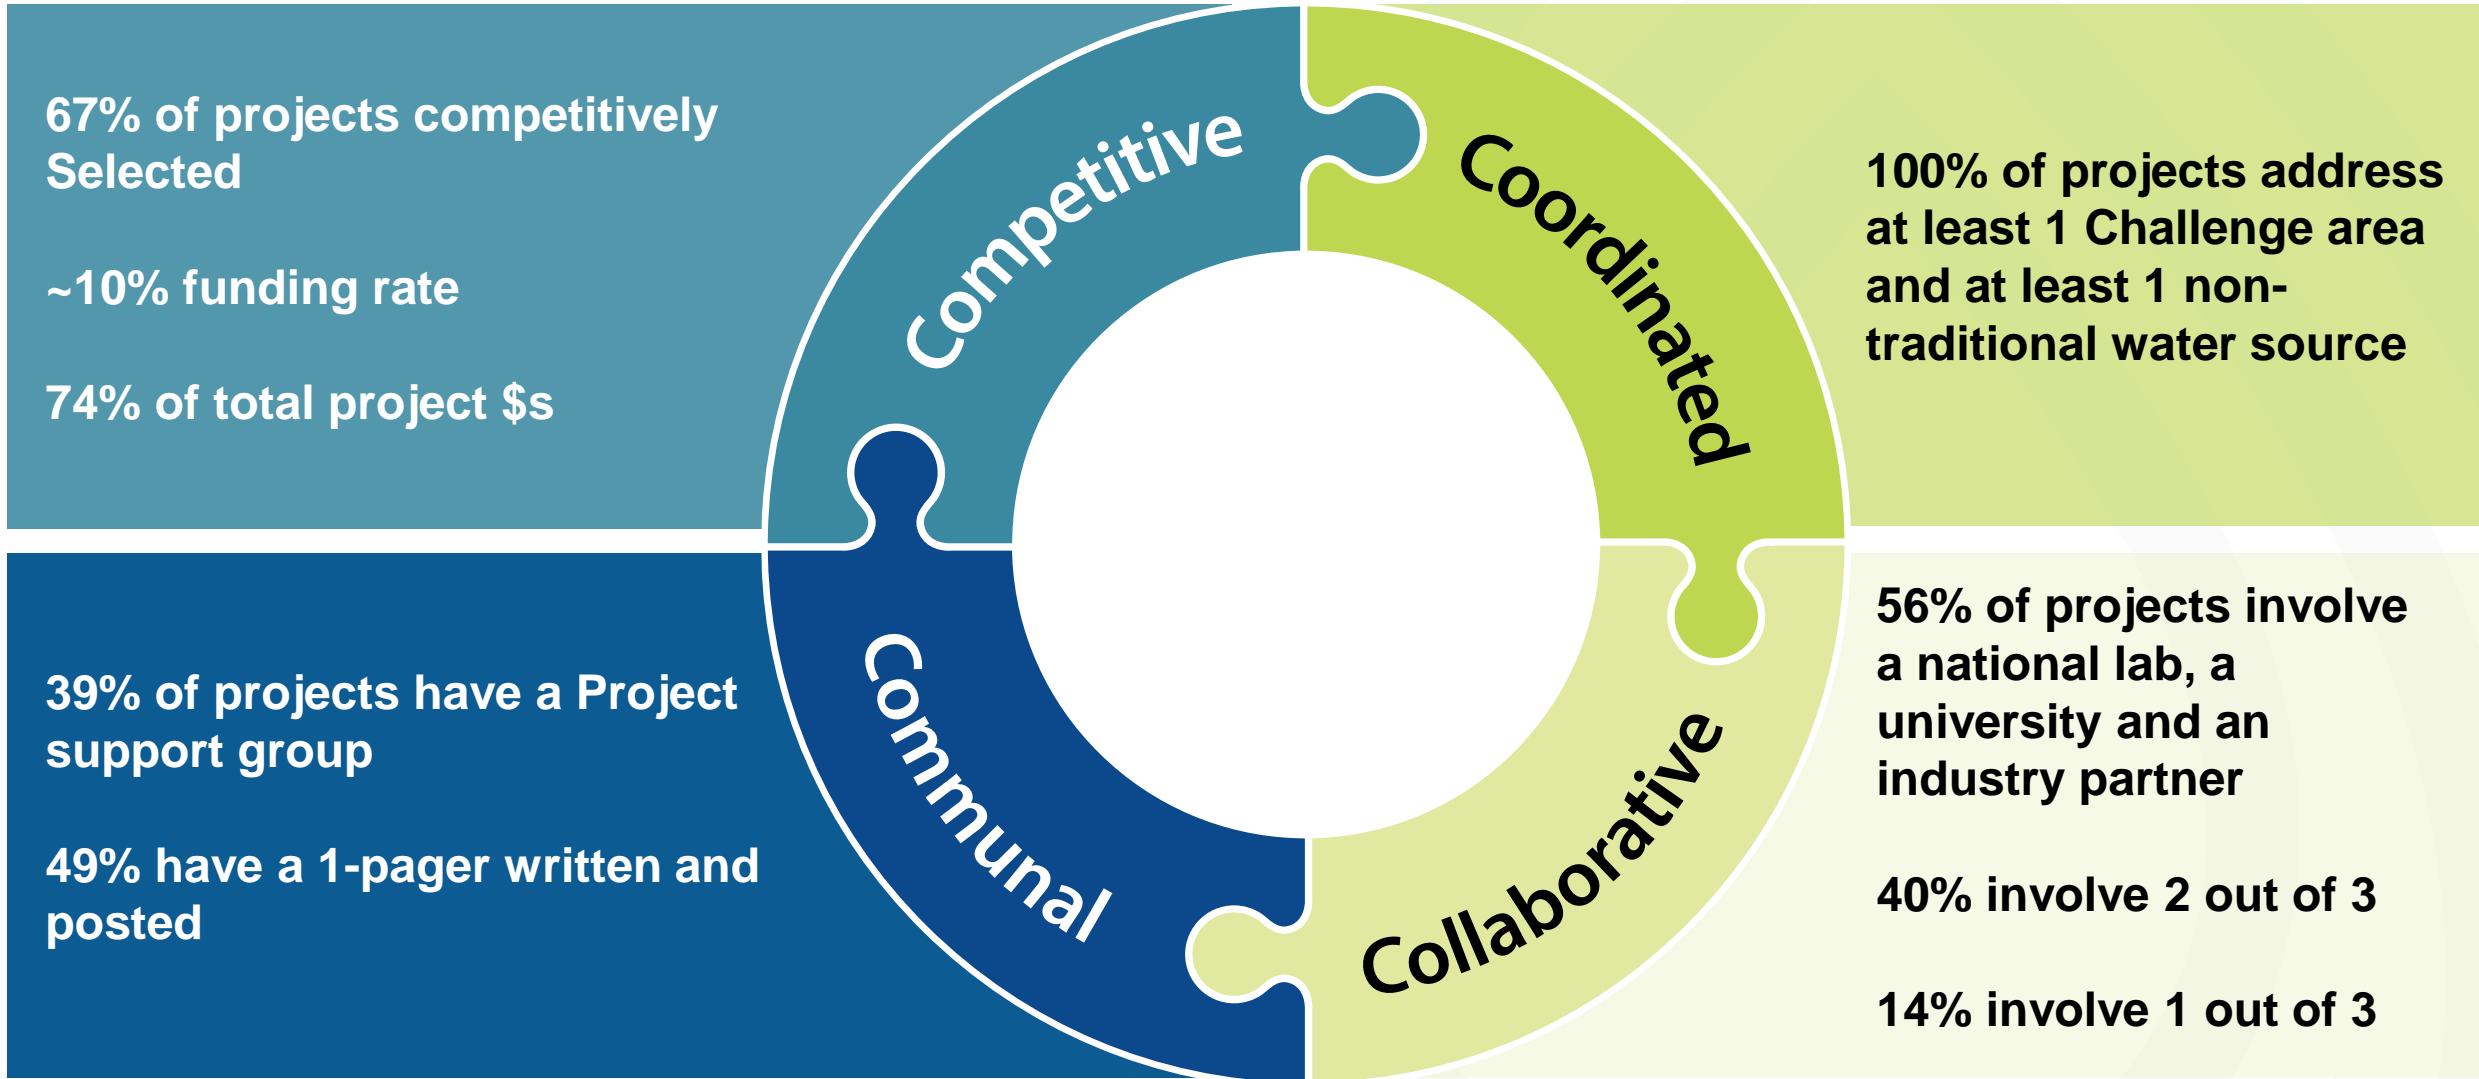 67% of projects competitively
Selected
~10% funding rate
74% of total project $s
Competitive
Coordinated
100% of projects address
at least 1 Challenge area
and at least 1 non-
traditional water source
39% of projects have a Project
support group
49% have a 1-pager written and
posted
Communal
Collaborative
56% of projects involve
a national lab, a
university and an
industry partner
40% involve 2 out of 3
14% involve 1 out of 3